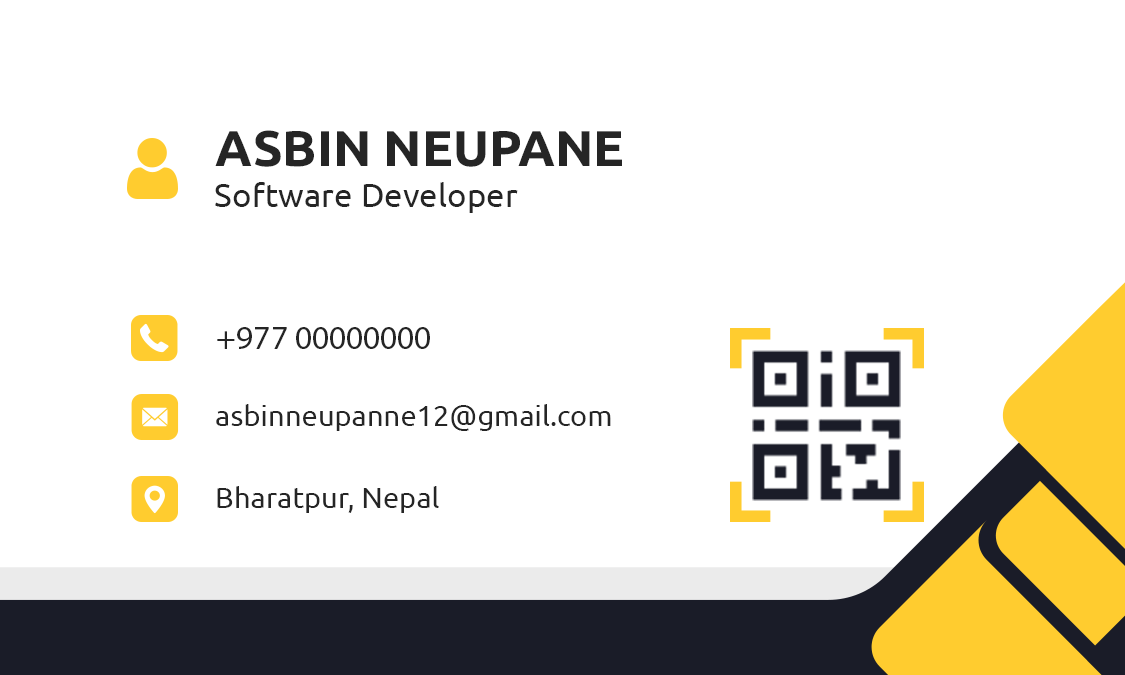 ASBIN NEUPANE
Software Developer
+977 00000000
asbinneupanne12@gmail.com
Bharatpur, Nepal